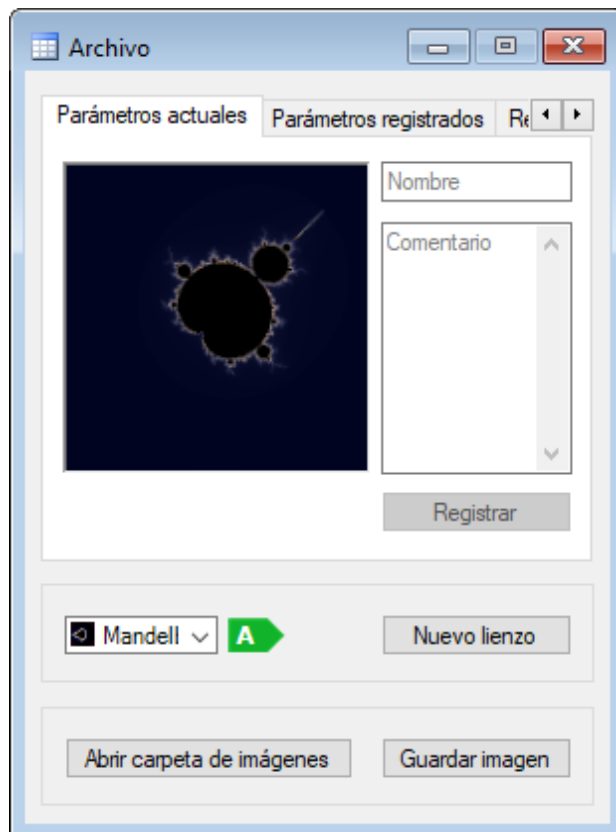 Archivo
Parámetros actuales Parámetros registrados
Nombre
Comentario
Registrar
Mandell
A
Nuevo lienzo
Abrir carpeta de imágenes Guardar imagen